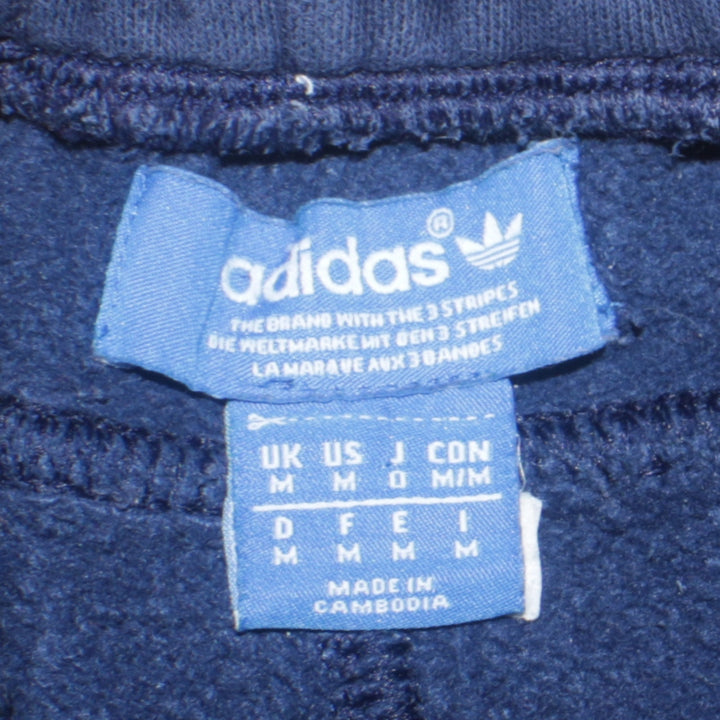 adidas®
THE BRAND WITH THE 3 STRIPES
DIE WELTMARKE MIT DEN 3 STREIFEN
LA MARQUE AUX 3 BANDES
UK US J CDN
M M O M/M
D F E I
M M M M
MADE IN
CAMBODIA